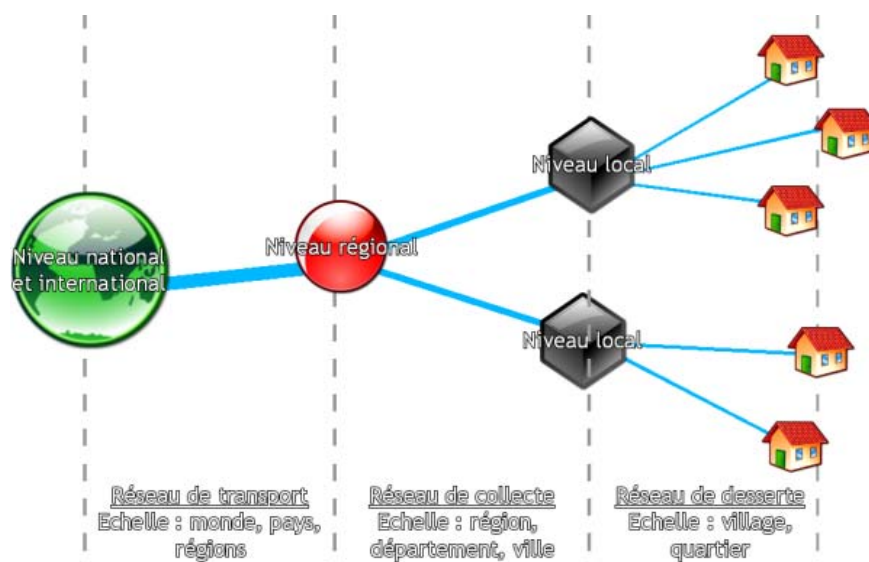 Niveau local
Niveau national
et international
Niveau régional
Niveau local
Réseau de transport
Echelle : monde, pays,
régions
Réseau de collecte
Echelle : région,
département, ville
Réseau de desserte
Echelle : village,
quartier